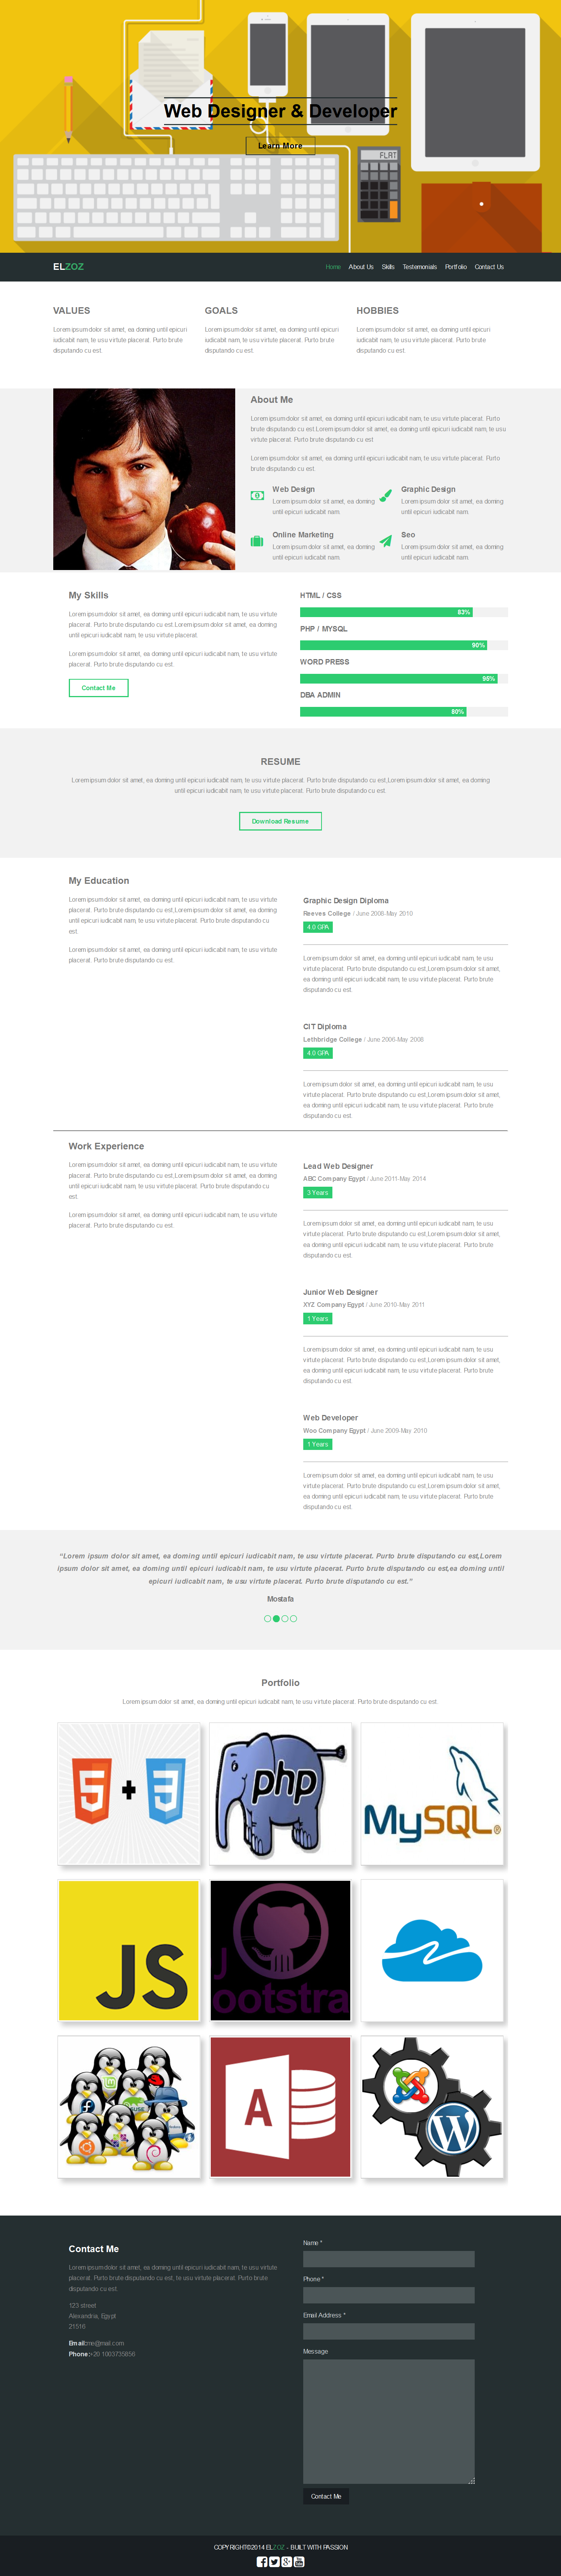 Web Designer & Developer
Learn More
FLAT
ELZOZ
Home About Us Skills Testemonials Portfolio Contact Us
VALUES
Lorem ipsum dolor sit amet, ea doming until epicuri
iudicabit nam, te usu virtute placerat. Purto brute
disputando cu est.
GOALS
Lorem ipsum dolor sit amet, ea doming until epicuri
iudicabit nam, te usu virtute placerat. Purto brute
disputando cu est.
HOBBIES
Lorem ipsum dolor sit amet, ea doming until epicuri
iudicabit nam, te usu virtute placerat. Purto brute
disputando cu est.
About Me
Lorem ipsum dolor sit amet, ea doming until epicuri iudicabit nam, te usu virtute placerat. Purto
brute disputando cu est.Lorem ipsum dolor sit amet, ea doming until epicuri iudicabit nam, te usu
virtute placerat. Purto brute disputando cu est
Lorem ipsum dolor sit amet, ea doming until epicuri iudicabit nam, te usu virtute placerat. Purto
brute disputando cu est.
Web Design
Lorem ipsum dolor sit amet, ea doming
until epicuri iudicabit nam.
Graphic Design
Lorem ipsum dolor sit amet, ea doming
until epicuri iudicabit nam.
Online Marketing
Lorem ipsum dolor sit amet, ea doming
until epicuri iudicabit nam.
Seo
Lorem ipsum dolor sit amet, ea doming
until epicuri iudicabit nam.
My Skills
Lorem ipsum dolor sit amet, ea doming until epicuri iudicabit nam, te usu virtute
placerat. Purto brute disputando cu est Lorem ipsum dolor sit amet, ea doming
until epicuri iudicabit nam, te usu virtute placerat.
Lorem ipsum dolor sit amet, ea doming until epicuri iudicabit nam, te usu virtute
placerat. Purto brute disputando cu est.
Contact Me
HTML / CSS
83%
PHP / MYSQL
90%
WORD PRESS
95%
DBA ADMIN
80%
RESUME
Lorem ipsum dolor sit amet, ea doming until epicuri iudicabit nam, te usu virtute placerat. Purto brute disputando cu est,Lorem ipsum dolor sit amet, ea doming
until epicuri iudicabit nam, te usu virtute placerat. Purto brute disputando cu est.
Download Resume
My Education
Lorem ipsum dolor sit amet, ea doming until epicuri iudicabit nam, te usu virtute
placerat. Purto brute disputando cu est,Lorem ipsum dolor sit amet, ea doming
until epicuri iudicabit nam, te usu virtute placerat. Purto brute disputando cu
est.
Lorem ipsum dolor sit amet, ea doming until epicuri iudicabit nam, te usu virtute
placerat. Purto brute disputando cu est.
Graphic Design Diploma
Reeves College / June 2008-May 2010
4.0 GPA
Lorem ipsum dolor sit amet, ea doming until epicuri iudicabit nam, te usu
virtute placerat. Purto brute disputando cu est,Lorem ipsum dolor sit amet,
ea doming until epicuri iudicabit nam, te usu virtute placerat. Purto brute
disputando cu est.
CIT Diploma
Lethbridge College / June 2006-May 2008
4.0 GPA
Lorem ipsum dolor sit amet, ea doming until epicuri iudicabit nam, te usu
virtute placerat. Purto brute disputando cu est,Lorem ipsum dolor sit amet,
ea doming until epicuri iudicabit nam, te usu virtute placerat. Purto brute
disputando cu est.
Work Experience
Lorem ipsum dolor sit amet, ea doming until epicuri iudicabit nam, te usu virtute
placerat. Purto brute disputando cu est,Lorem ipsum dolor sit amet, ea doming
until epicuri iudicabit nam, te usu virtute placerat. Purto brute disputando cu
est.
Lorem ipsum dolor sit amet, ea doming until epicuri iudicabit nam, te usu virtute
placerat. Purto brute disputando cu est.
Lead Web Designer
ABC Company Egypt / June 2011-May 2014
3 Years
Lorem ipsum dolor sit amet, ea doming until epicuri iudicabit nam, te usu
virtute placerat. Purto brute disputando cu est,Lorem ipsum dolor sit amet,
ea doming until epicuri iudicabit nam, te usu virtute placerat. Purto brute
disputando cu est.
Junior Web Designer
XYZ Company Egypt / June 2010-May 2011
1 Years
Lorem ipsum dolor sit amet, ea doming until epicuri iudicabit nam, te usu
virtute placerat. Purto brute disputando cu est,Lorem ipsum dolor sit amet,
ea doming until epicuri iudicabit nam, te usu virtute placerat. Purto brute
disputando cu est.
Web Developer
Woo Company Egypt / June 2009-May 2010
1 Years
Lorem ipsum dolor sit amet, ea doming until epicuri iudicabit nam, te usu
virtute placerat. Purto brute disputando cu est,Lorem ipsum dolor sit amet,
ea doming until epicuri iudicabit nam, te usu virtute placerat. Purto brute
disputando cu est.
"Lorem ipsum dolor sit amet, ea doming until epicuri iudicabit nam, te usu virtute placerat. Purto brute disputando cu est,Lorem
ipsum dolor sit amet, ea doming until epicuri iudicabit nam, te usu virtute placerat. Purto brute disputando cu est,ea doming until
epicuri iudicabit nam, te usu virtute placerat. Purto brute disputando cu est."
Mostafa
Portfolio
Lorem ipsum dolor sit amet, ea doming until epicuri iudicabit nam, te usu virtute placerat. Purto brute disputando cu est.
5 + 3
php
MySQL®
JS
J
ootstra
A
Contact Me
Lorem ipsum dolor sit amet, ea doming until epicuri iudicabit nam, te usu virtute
placerat. Purto brute disputando cu est, te usu virtute placerat. Purto brute
disputando cu est.
123 street
Alexandria, Egypt
21516
Email:me@mail.com
Phone:+20 1003735856
Name *
Phone *
Email Address *
Message
Contact Me
COPYRIGHT©2014 ELZOZ - BUILT WITH PASSION